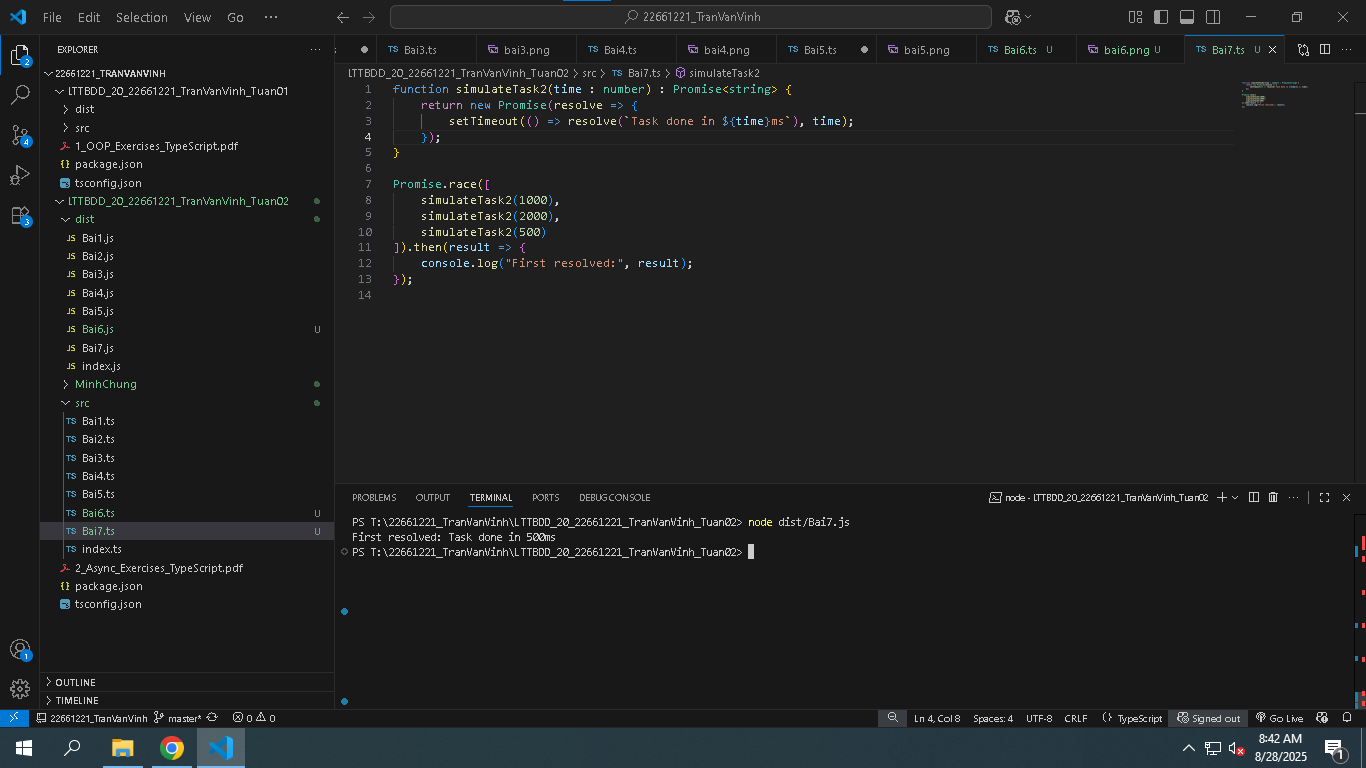 File Edit Selection View Go ··· 22661221_TranVanVinh
EXPLORER ···
22661221_TRANVANVINH
LTTBDD_20_22661221_TranVanVinh_Tuan01
dist
src
1_OOP_Exercises_TypeScript.pdf
package.json
tsconfig.json
LTTBDD_20_22661221_TranVanVinh_Tuan02
dist
Bai1.js
Bai2.js
Bai3.js
Bai4.js
Bai5.js
Bai6.js U
Bai7.js
index.js
MinhChung
src
Bai1.ts
Bai2.ts
Bai3.ts
Bai4.ts
Bai5.ts
Bai6.ts U
Bai7.ts U
index.ts
2_Async_Exercises_TypeScript.pdf
package.json
tsconfig.json
OUTLINE
TIMELINE
2
4
3
1
Bai3.ts bai3.png Bai4.ts bai4.png Bai5.ts bai5.png Bai6.ts U bai6.png U Bai7.ts U
LTTBDD_20_22661221_TranVanVinh_Tuan02 > src > TS Bai7.ts > simulateTask2
1 function simulateTask2(time : number) : Promise<string> {
2 return new Promise(resolve => {
3 setTimeout(() => resolve(`Task done in ${time}ms`), time);
4 });
5 }
6
7 Promise.race([
8 simulateTask2(1000),
9 simulateTask2(2000),
10 simulateTask2(500)
11 ]).then(result => {
12 console.log("First resolved:", result);
13 });
14
PROBLEMS OUTPUT TERMINAL PORTS DEBUG CONSOLE node - LTTBDD_20_22661221_TranVanVinh_Tuan02
PS T:\22661221_TranVanVinh\LTTBDD_20_22661221_TranVanVinh_Tuan02> node dist/Bai7.js
First resolved: Task done in 500ms
PS T:\22661221_TranVanVinh\LTTBDD_20_22661221_TranVanVinh_Tuan02>
22661221_TranVanVinh master* 0 0 Ln 4, Col 8 Spaces: 4 UTF-8 CRLF TypeScript Signed out Go Live
8:42 AM
8/28/2025
1